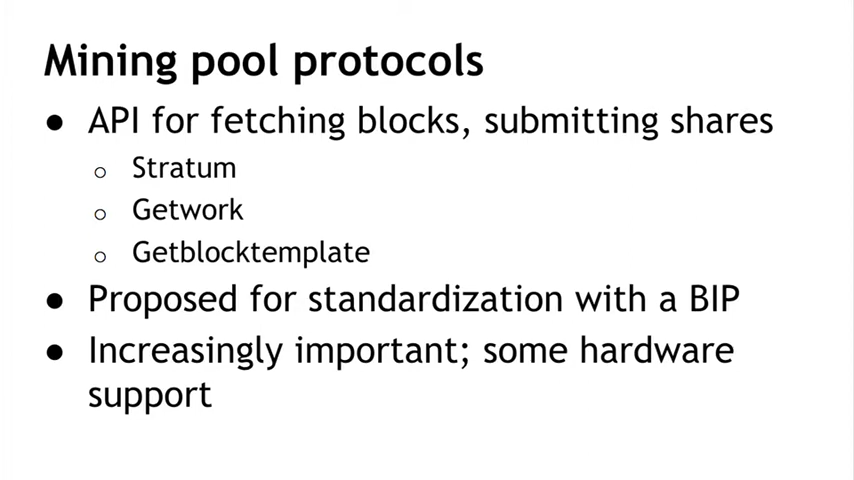 Mining pool protocols
● API for fetching blocks, submitting shares
○ Stratum
○ Getwork
○ Getblocktemplate
● Proposed for standardization with a BIP
● Increasingly important; some hardware
support